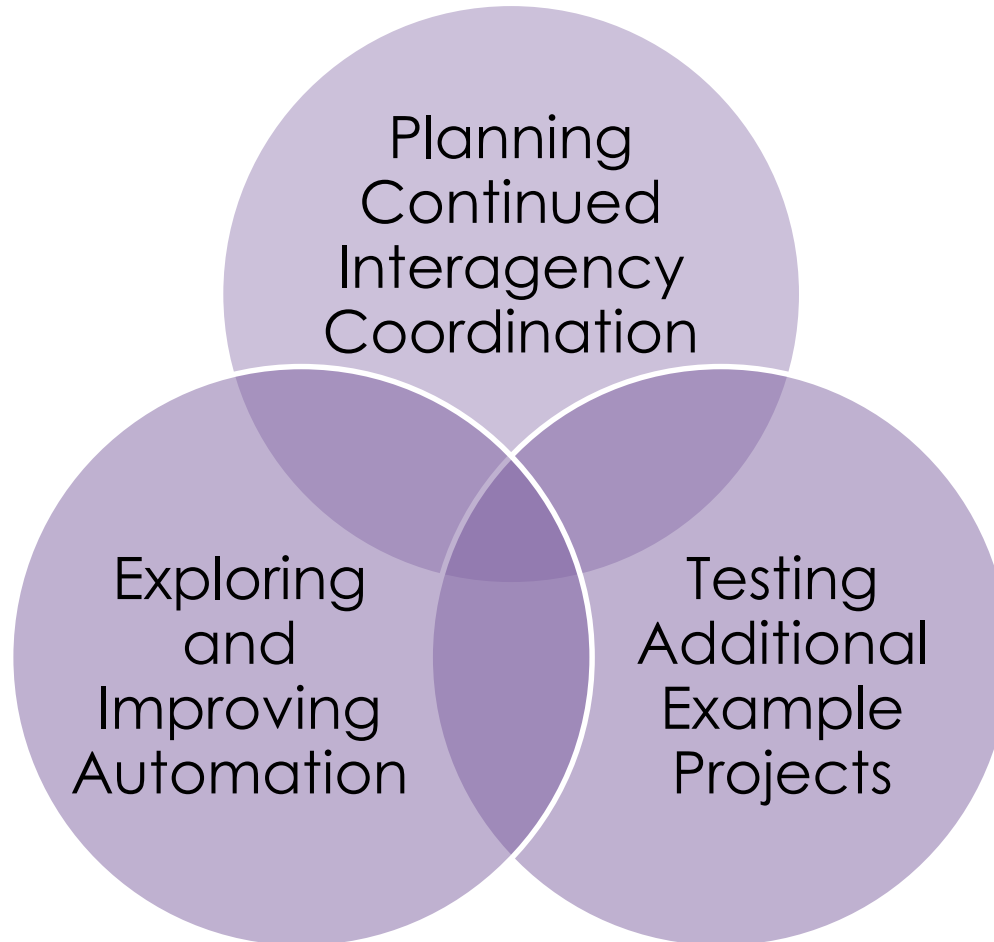 Planning
Continued
Interagency
Coordination
Exploring
and
Improving
Automation
Testing
Additional
Example
Projects